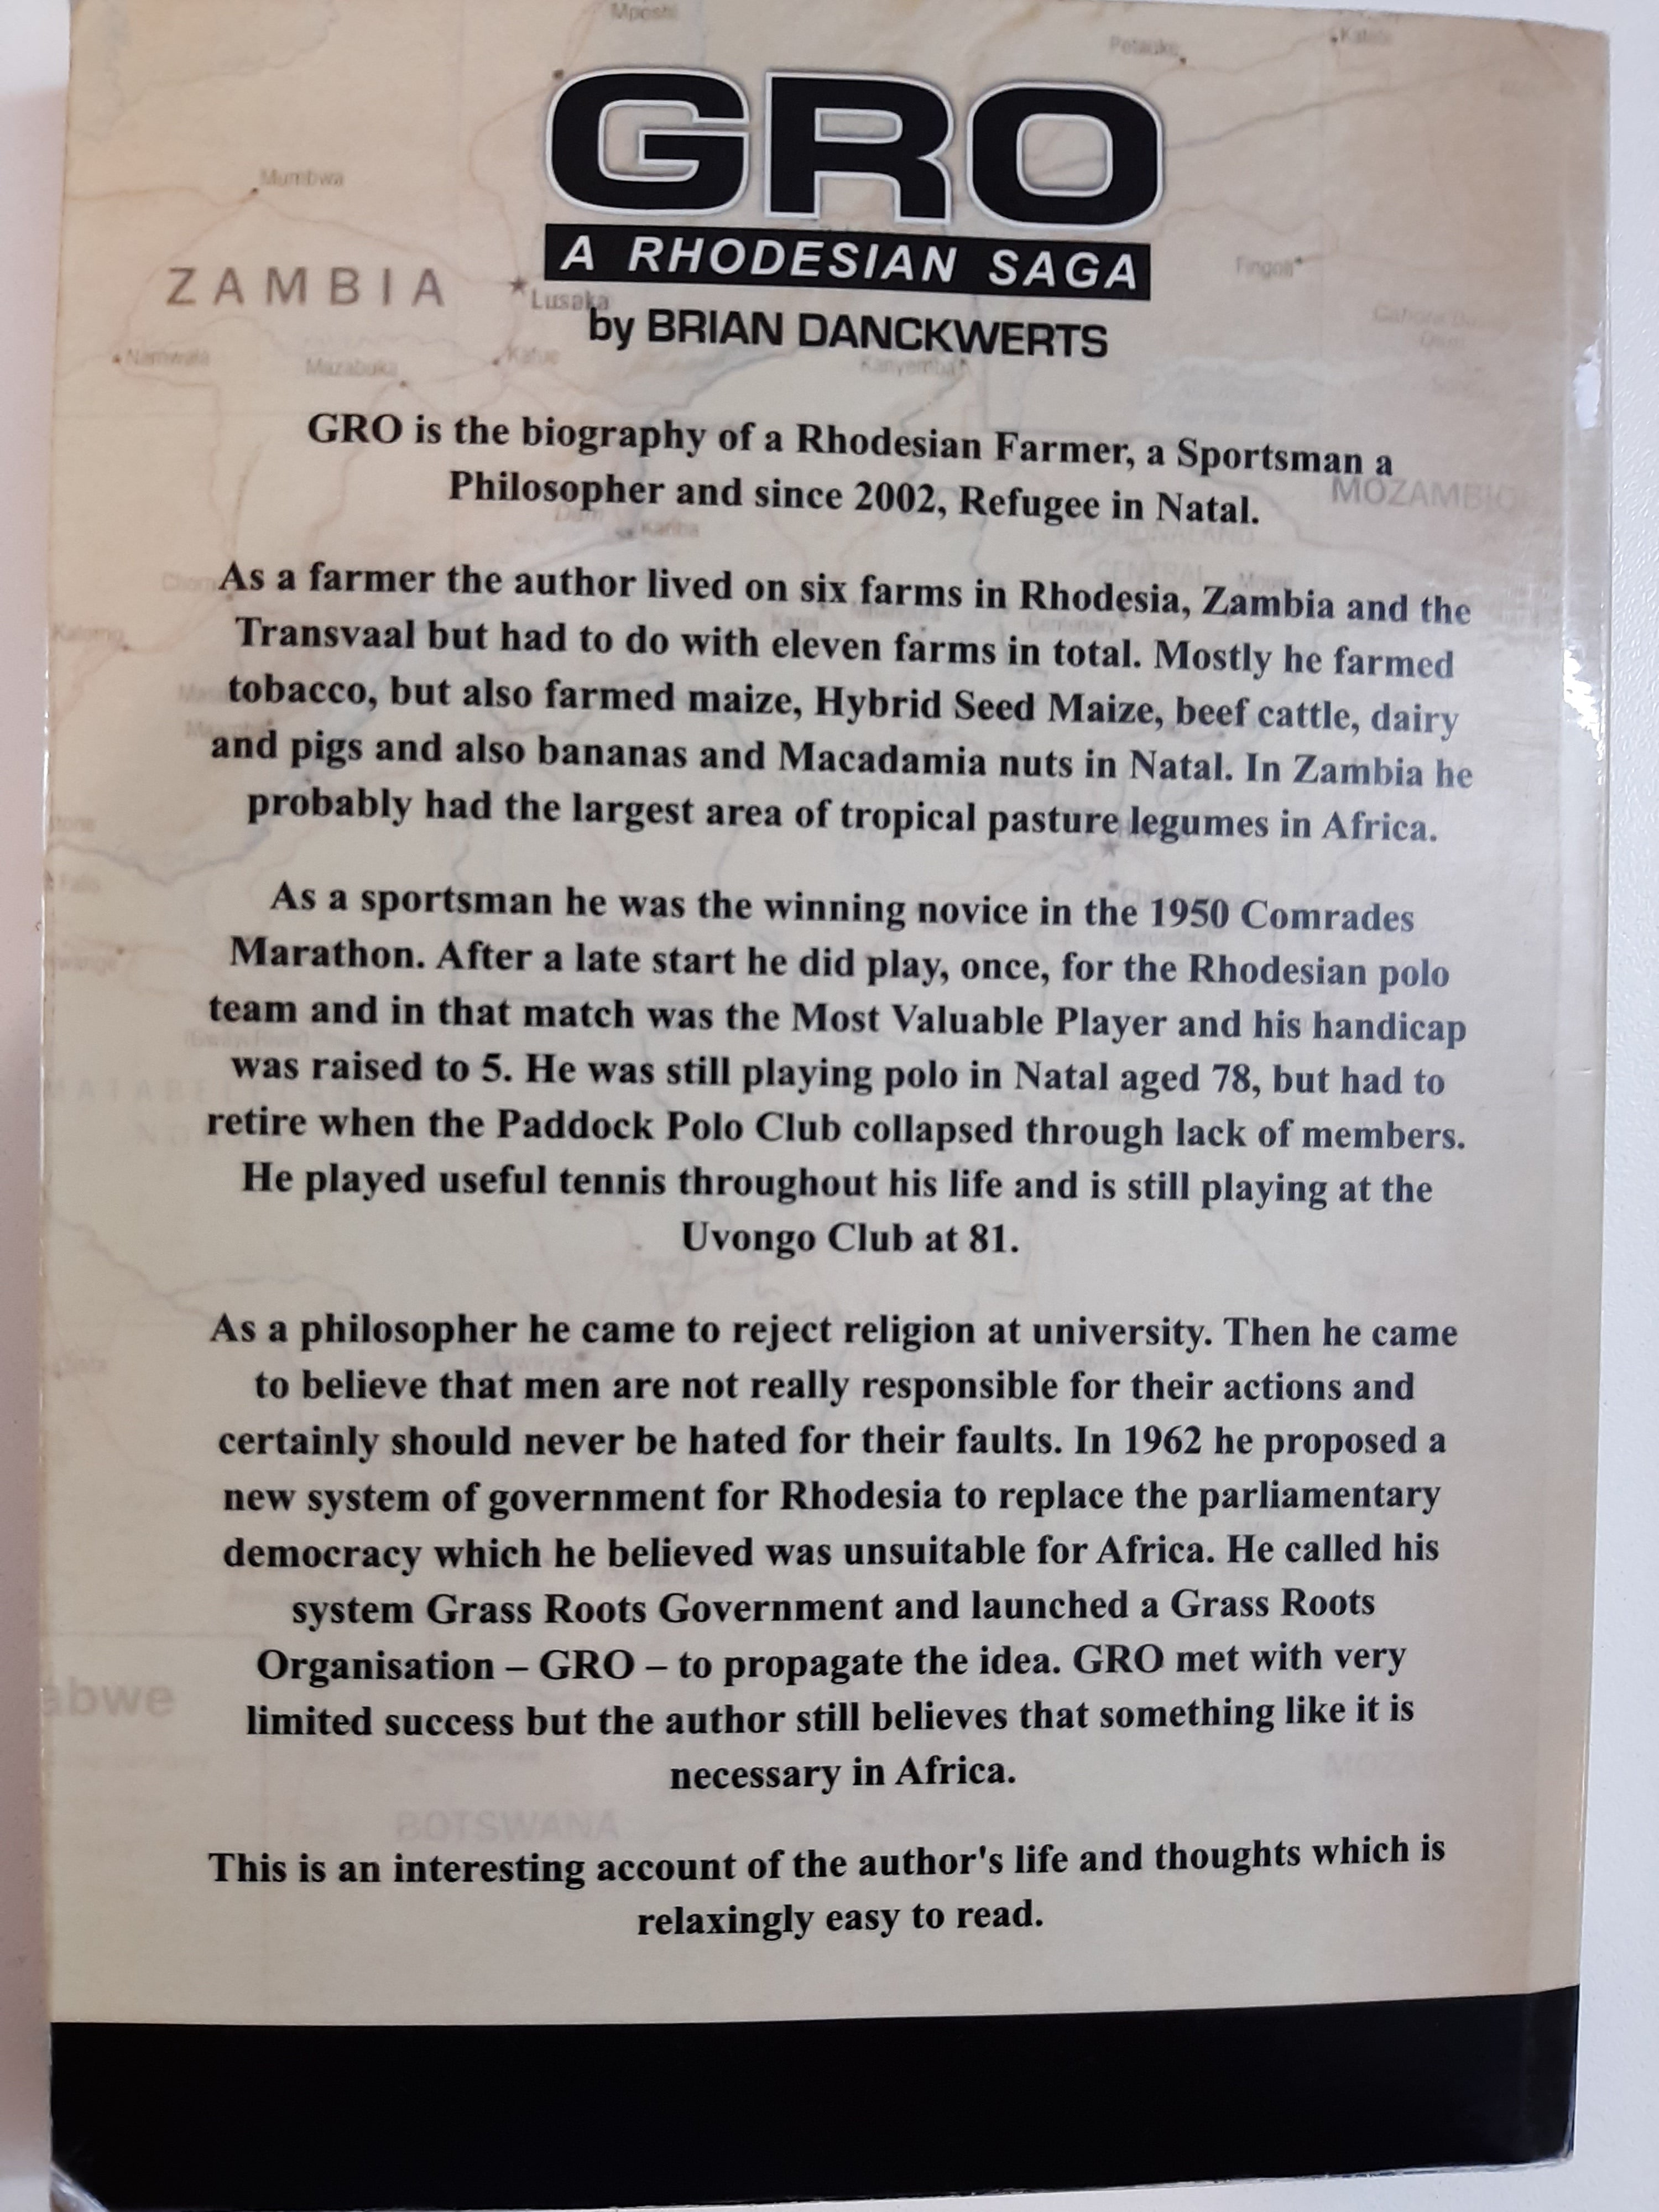 Mposhi
Petauke
Katete
GRO
Mumbwa
A RHODESIAN SAGA
ZAMBIA
Lusaka
Fingoè
by BRIAN DANCKWERTS
Namwala
Mazabuka
Kafue
Kanyemba
GRO is the biography of a Rhodesian Farmer, a Sportsman a
Philosopher and since 2002, Refugee in Natal.
MOZAMBIQ
Kariba
As a farmer the author lived on six farms in Rhodesia, Zambia and the
Transvaal but had to do with eleven farms in total. Mostly he farmed
tobacco, but also farmed maize, Hybrid Seed Maize, beef cattle, dairy
and pigs and also bananas and Macadamia nuts in Natal. In Zambia he
probably had the largest area of tropical pasture legumes in Africa.
As a sportsman he was the winning novice in the 1950 Comrades
Marathon. After a late start he did play, once, for the Rhodesian polo
team and in that match was the Most Valuable Player and his handicap
was raised to 5. He was still playing polo in Natal aged 78, but had to
retire when the Paddock Polo Club collapsed through lack of members.
He played useful tennis throughout his life and is still playing at the
Uvongo Club at 81.
As a philosopher he came to reject religion at university. Then he came
to believe that men are not really responsible for their actions and
certainly should never be hated for their faults. In 1962 he proposed a
new system of government for Rhodesia to replace the parliamentary
democracy which he believed was unsuitable for Africa. He called his
system Grass Roots Government and launched a Grass Roots
Organisation – GRO – to propagate the idea. GRO met with very
limited success but the author still believes that something like it is
necessary in Africa.
abwe
BOTSWANA
This is an interesting account of the author's life and thoughts which is
relaxingly easy to read.